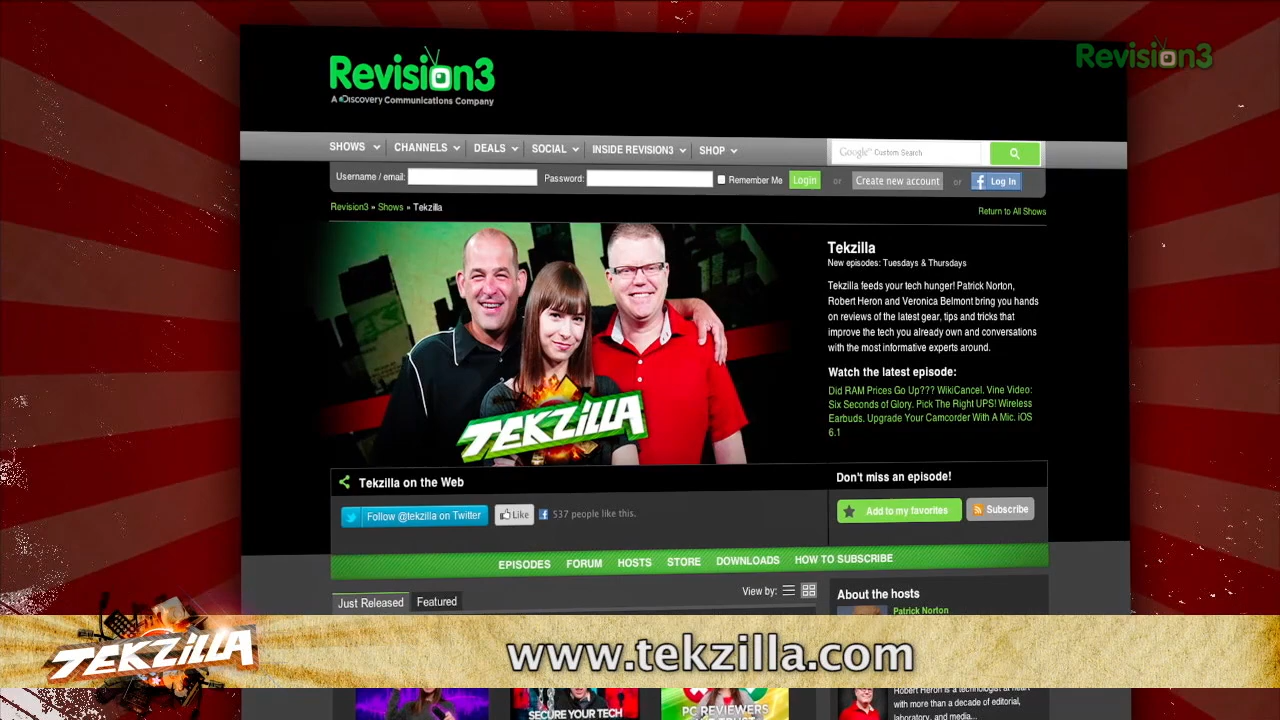 Revision3
A Discovery Communications Company
Revision3
SHOWS CHANNELS DEALS SOCIAL INSIDE REVISION3 SHOP
Google™ Custom Search
Username / email: Password: Remember Me Login or Create new account or f Log In
Revision3 » Shows » Tekzilla
Return to All Shows
Tekzilla
New episodes: Tuesdays & Thursdays
Tekzilla feeds your tech hunger! Patrick Norton,
Robert Heron and Veronica Belmont bring you hands
on reviews of the latest gear, tips and tricks that
improve the tech you already own and conversations
with the most informative experts around.
Watch the latest episode:
Did RAM Prices Go Up??? WikiCancel. Vine Video:
Six Seconds of Glory. Pick The Right UPS! Wireless
Earbuds. Upgrade Your Camcorder With A Mic. iOS
6.1
TEKZILLA
Tekzilla on the Web
Don't miss an episode!
Follow @tekzilla on Twitter Like f 537 people like this.
Add to my favorites Subscribe
EPISODES FORUM HOSTS STORE DOWNLOADS HOW TO SUBSCRIBE
Just Released Featured View by:
About the hosts
Patrick Norton
TEKZILLA
www.tekzilla.com
SECURE YOUR TECH
PC REVIEWERS
Robert Heron is a technologist at heart
with more than a decade of editorial,
laboratory, and media...